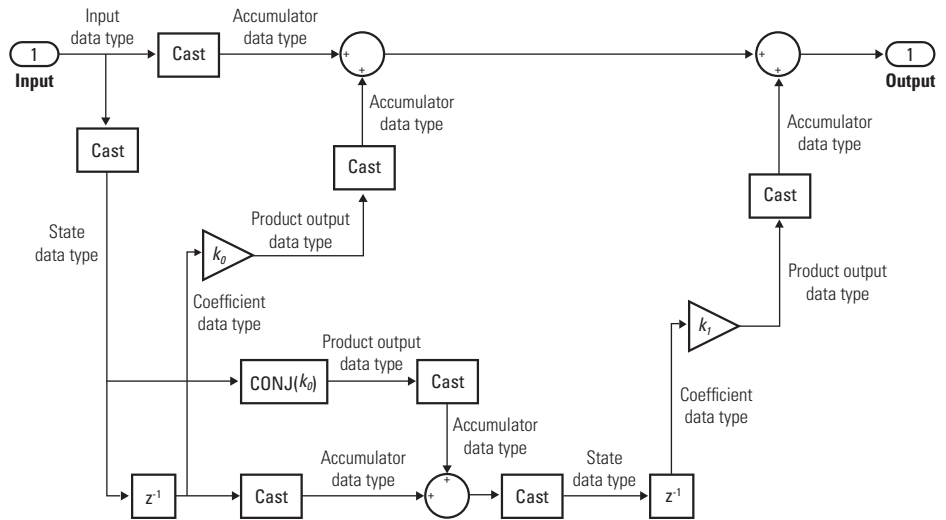 Input
data type
Accumulator
data type
1
Input
Cast
+
+
+
+
1
Output
Accumulator
data type
Accumulator
data type
Cast
Cast
Cast
State
data type
Product output
data type
k0
Product output
data type
Coefficient
data type
k1
Product output
data type
CONJ(k0)
Cast
Coefficient
data type
Accumulator
data type
Accumulator
data type
State
data type
z-1
Cast
+
+
Cast
z-1